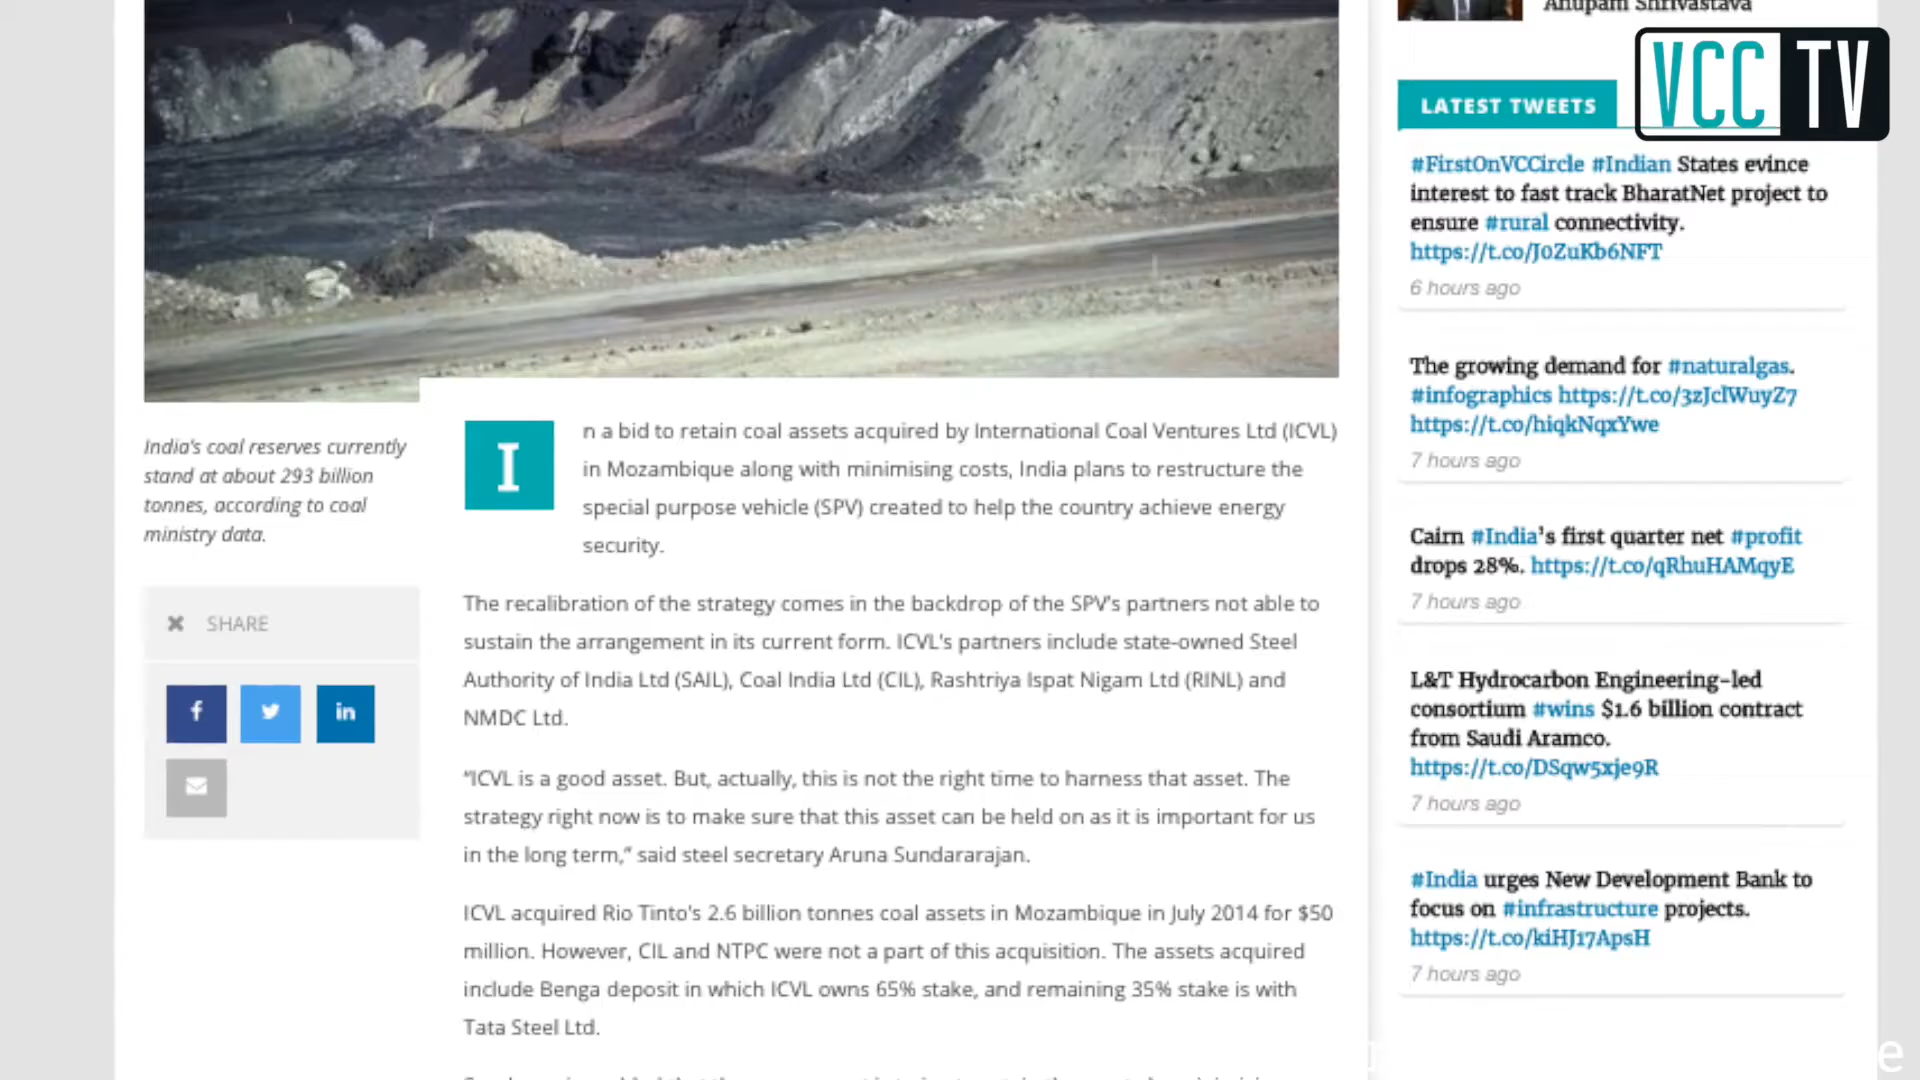 Anupam Shrivastava
VCC TV
LATEST TWEETS
#FirstOnVCCircle #Indian States evince
interest to fast track BharatNet project to
ensure #rural connectivity.
https://t.co/J0ZuKb6NFT
6 hours ago
The growing demand for #naturalgas.
#infographics https://t.co/3zJclWuyZ7
https://t.co/hiqkNqxYwe
7 hours ago
Cairn #India's first quarter net #profit
drops 28%. https://t.co/qRhuHAMqyE
7 hours ago
L&T Hydrocarbon Engineering-led
consortium #wins $1.6 billion contract
from Saudi Aramco.
https://t.co/DSqw5xje9R
7 hours ago
#India urges New Development Bank to
focus on #infrastructure projects.
https://t.co/kiHJ17ApsH
7 hours ago
India's coal reserves currently
stand at about 293 billion
tonnes, according to coal
ministry data.
SHARE
In a bid to retain coal assets acquired by International Coal Ventures Ltd (ICVL)
in Mozambique along with minimising costs, India plans to restructure the
special purpose vehicle (SPV) created to help the country achieve energy
security.
The recalibration of the strategy comes in the backdrop of the SPV's partners not able to
sustain the arrangement in its current form. ICVL's partners include state-owned Steel
Authority of India Ltd (SAIL), Coal India Ltd (CIL), Rashtriya Ispat Nigam Ltd (RINL) and
NMDC Ltd.
“ICVL is a good asset. But, actually, this is not the right time to harness that asset. The
strategy right now is to make sure that this asset can be held on as it is important for us
in the long term,” said steel secretary Aruna Sundararajan.
ICVL acquired Rio Tinto's 2.6 billion tonnes coal assets in Mozambique in July 2014 for $50
million. However, CIL and NTPC were not a part of this acquisition. The assets acquired
include Benga deposit in which ICVL owns 65% stake, and remaining 35% stake is with
Tata Steel Ltd.